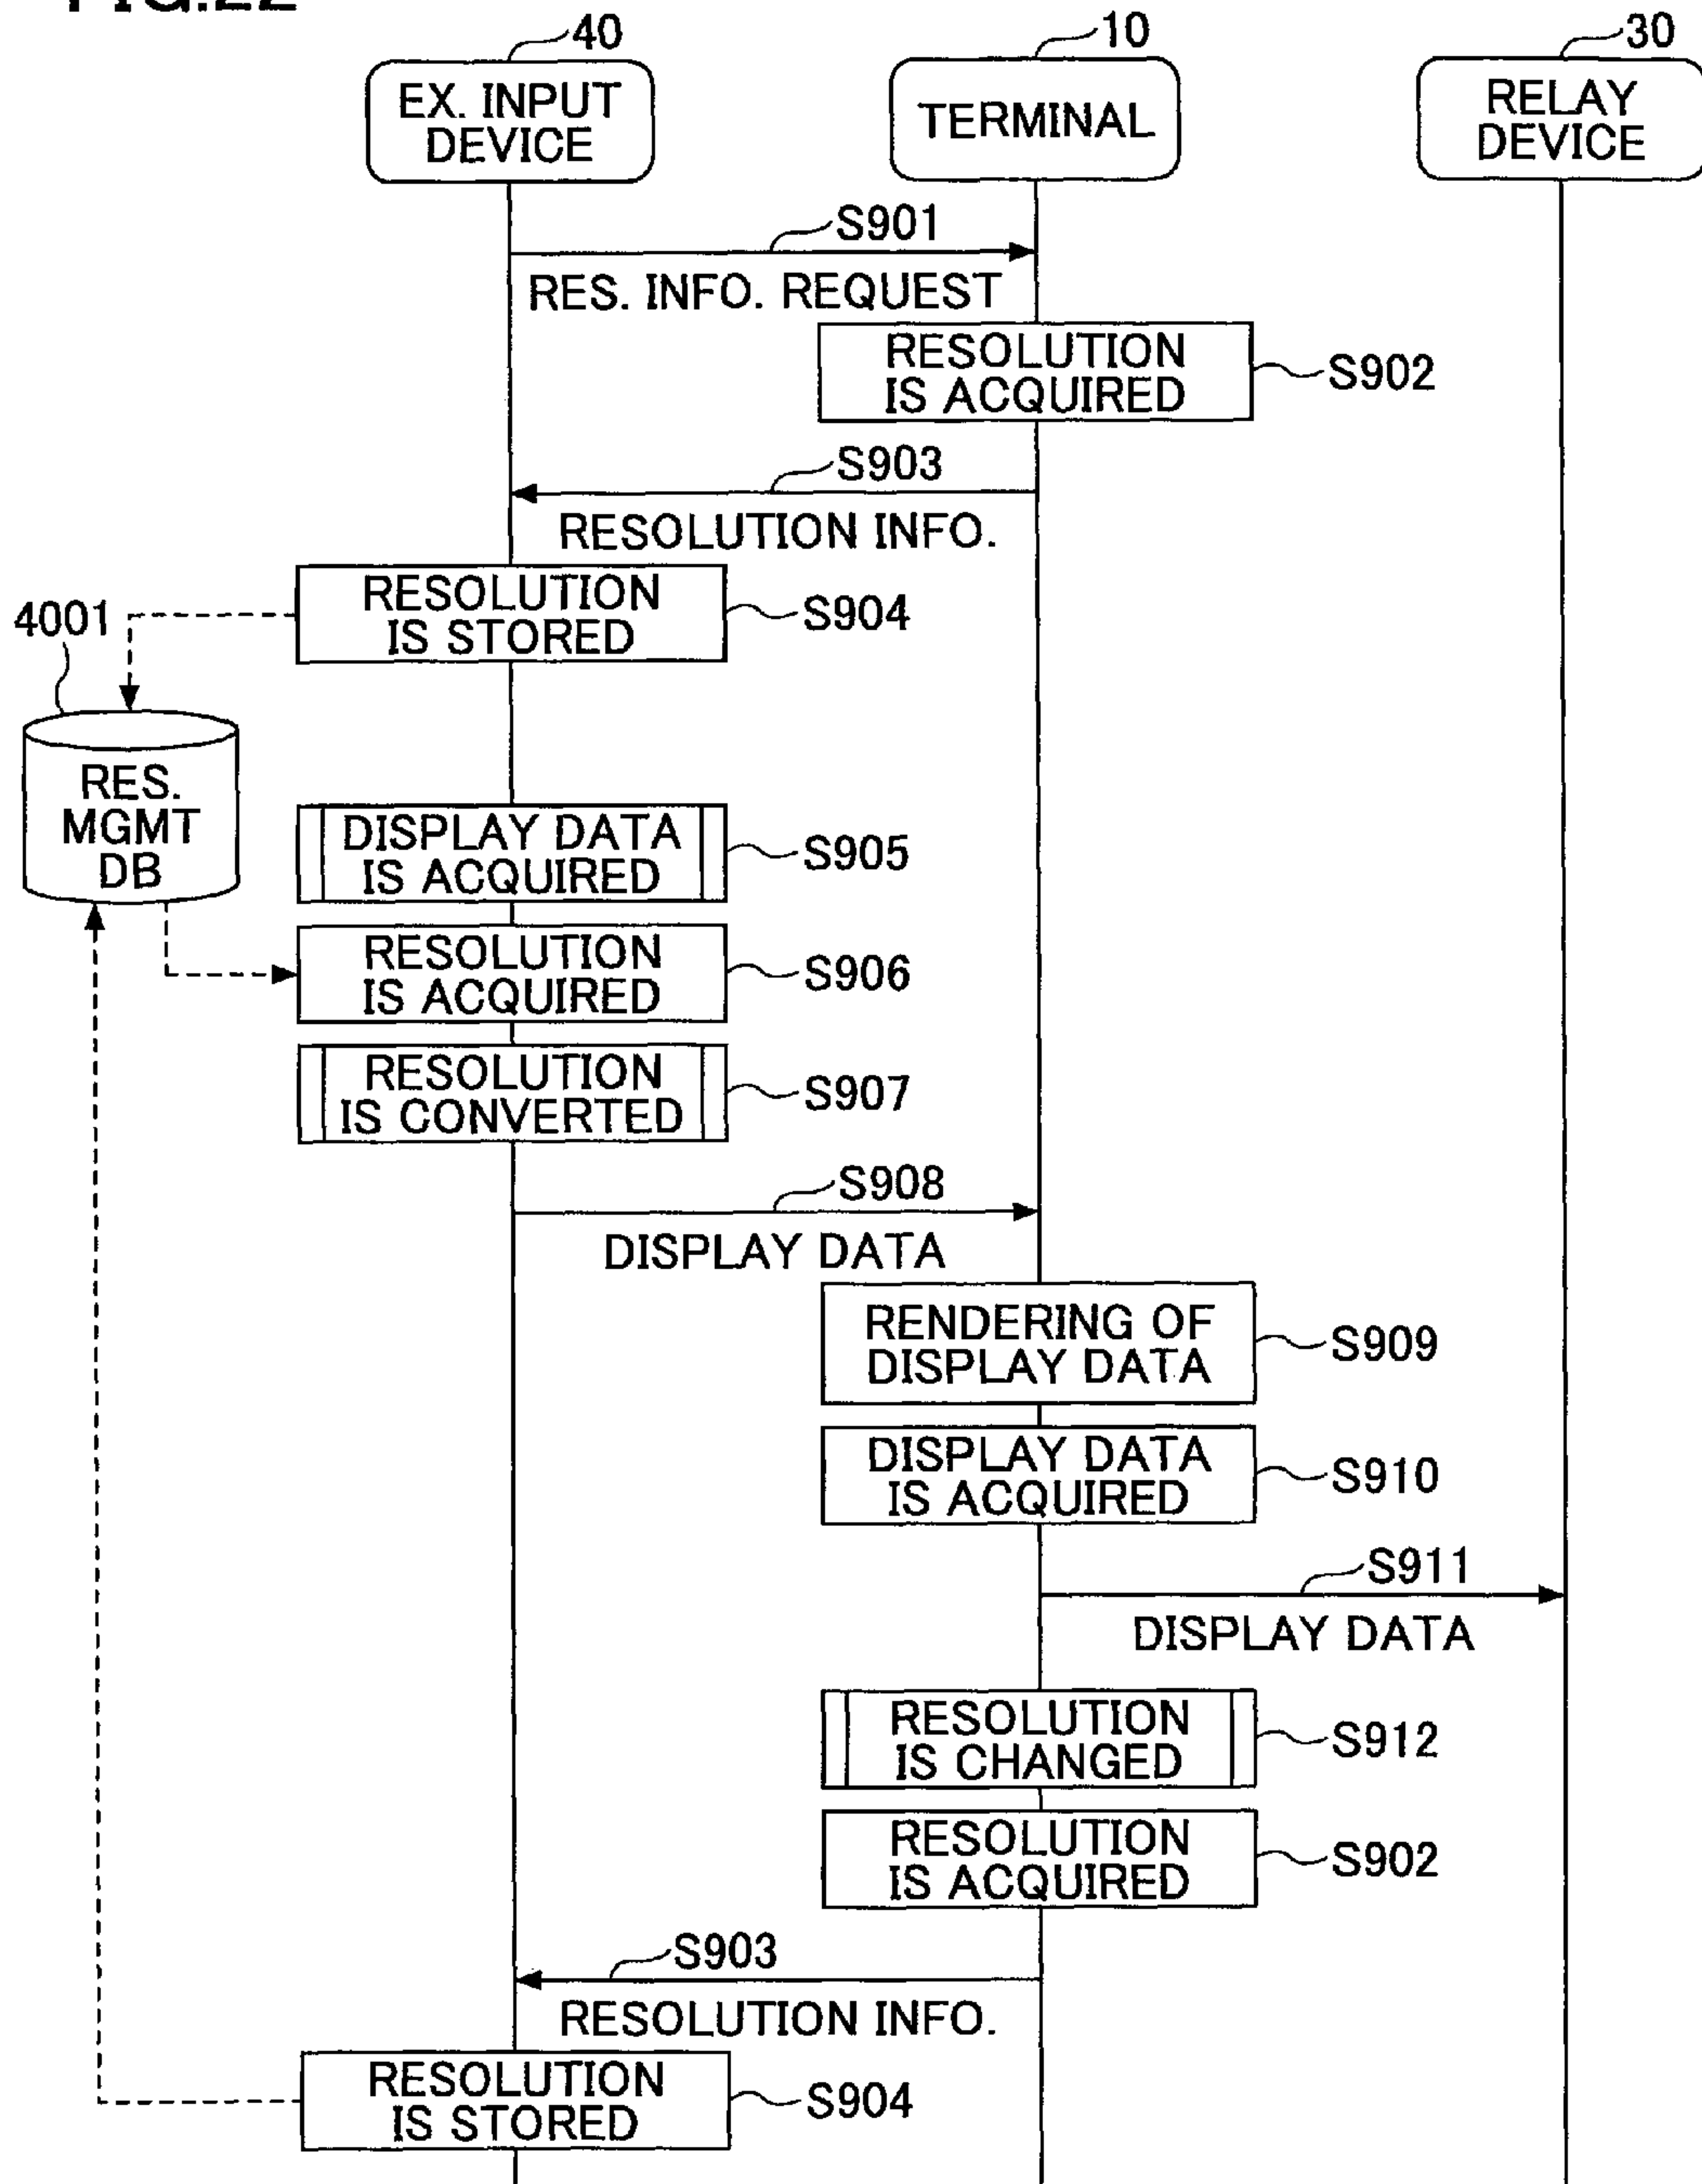 FIG.22
40
10
30
EX. INPUT
DEVICE
TERMINAL
RELAY
DEVICE
S901
RES. INFO. REQUEST
RESOLUTION
IS ACQUIRED
S902
S903
RESOLUTION INFO.
RESOLUTION
IS STORED
S904
4001
RES.
MGMT
DB
DISPLAY DATA
IS ACQUIRED
S905
RESOLUTION
IS ACQUIRED
S906
RESOLUTION
IS CONVERTED
S907
S908
DISPLAY DATA
RENDERING OF
DISPLAY DATA
S909
DISPLAY DATA
IS ACQUIRED
S910
S911
DISPLAY DATA
RESOLUTION
IS CHANGED
S912
RESOLUTION
IS ACQUIRED
S902
S903
RESOLUTION INFO.
RESOLUTION
IS STORED
S904